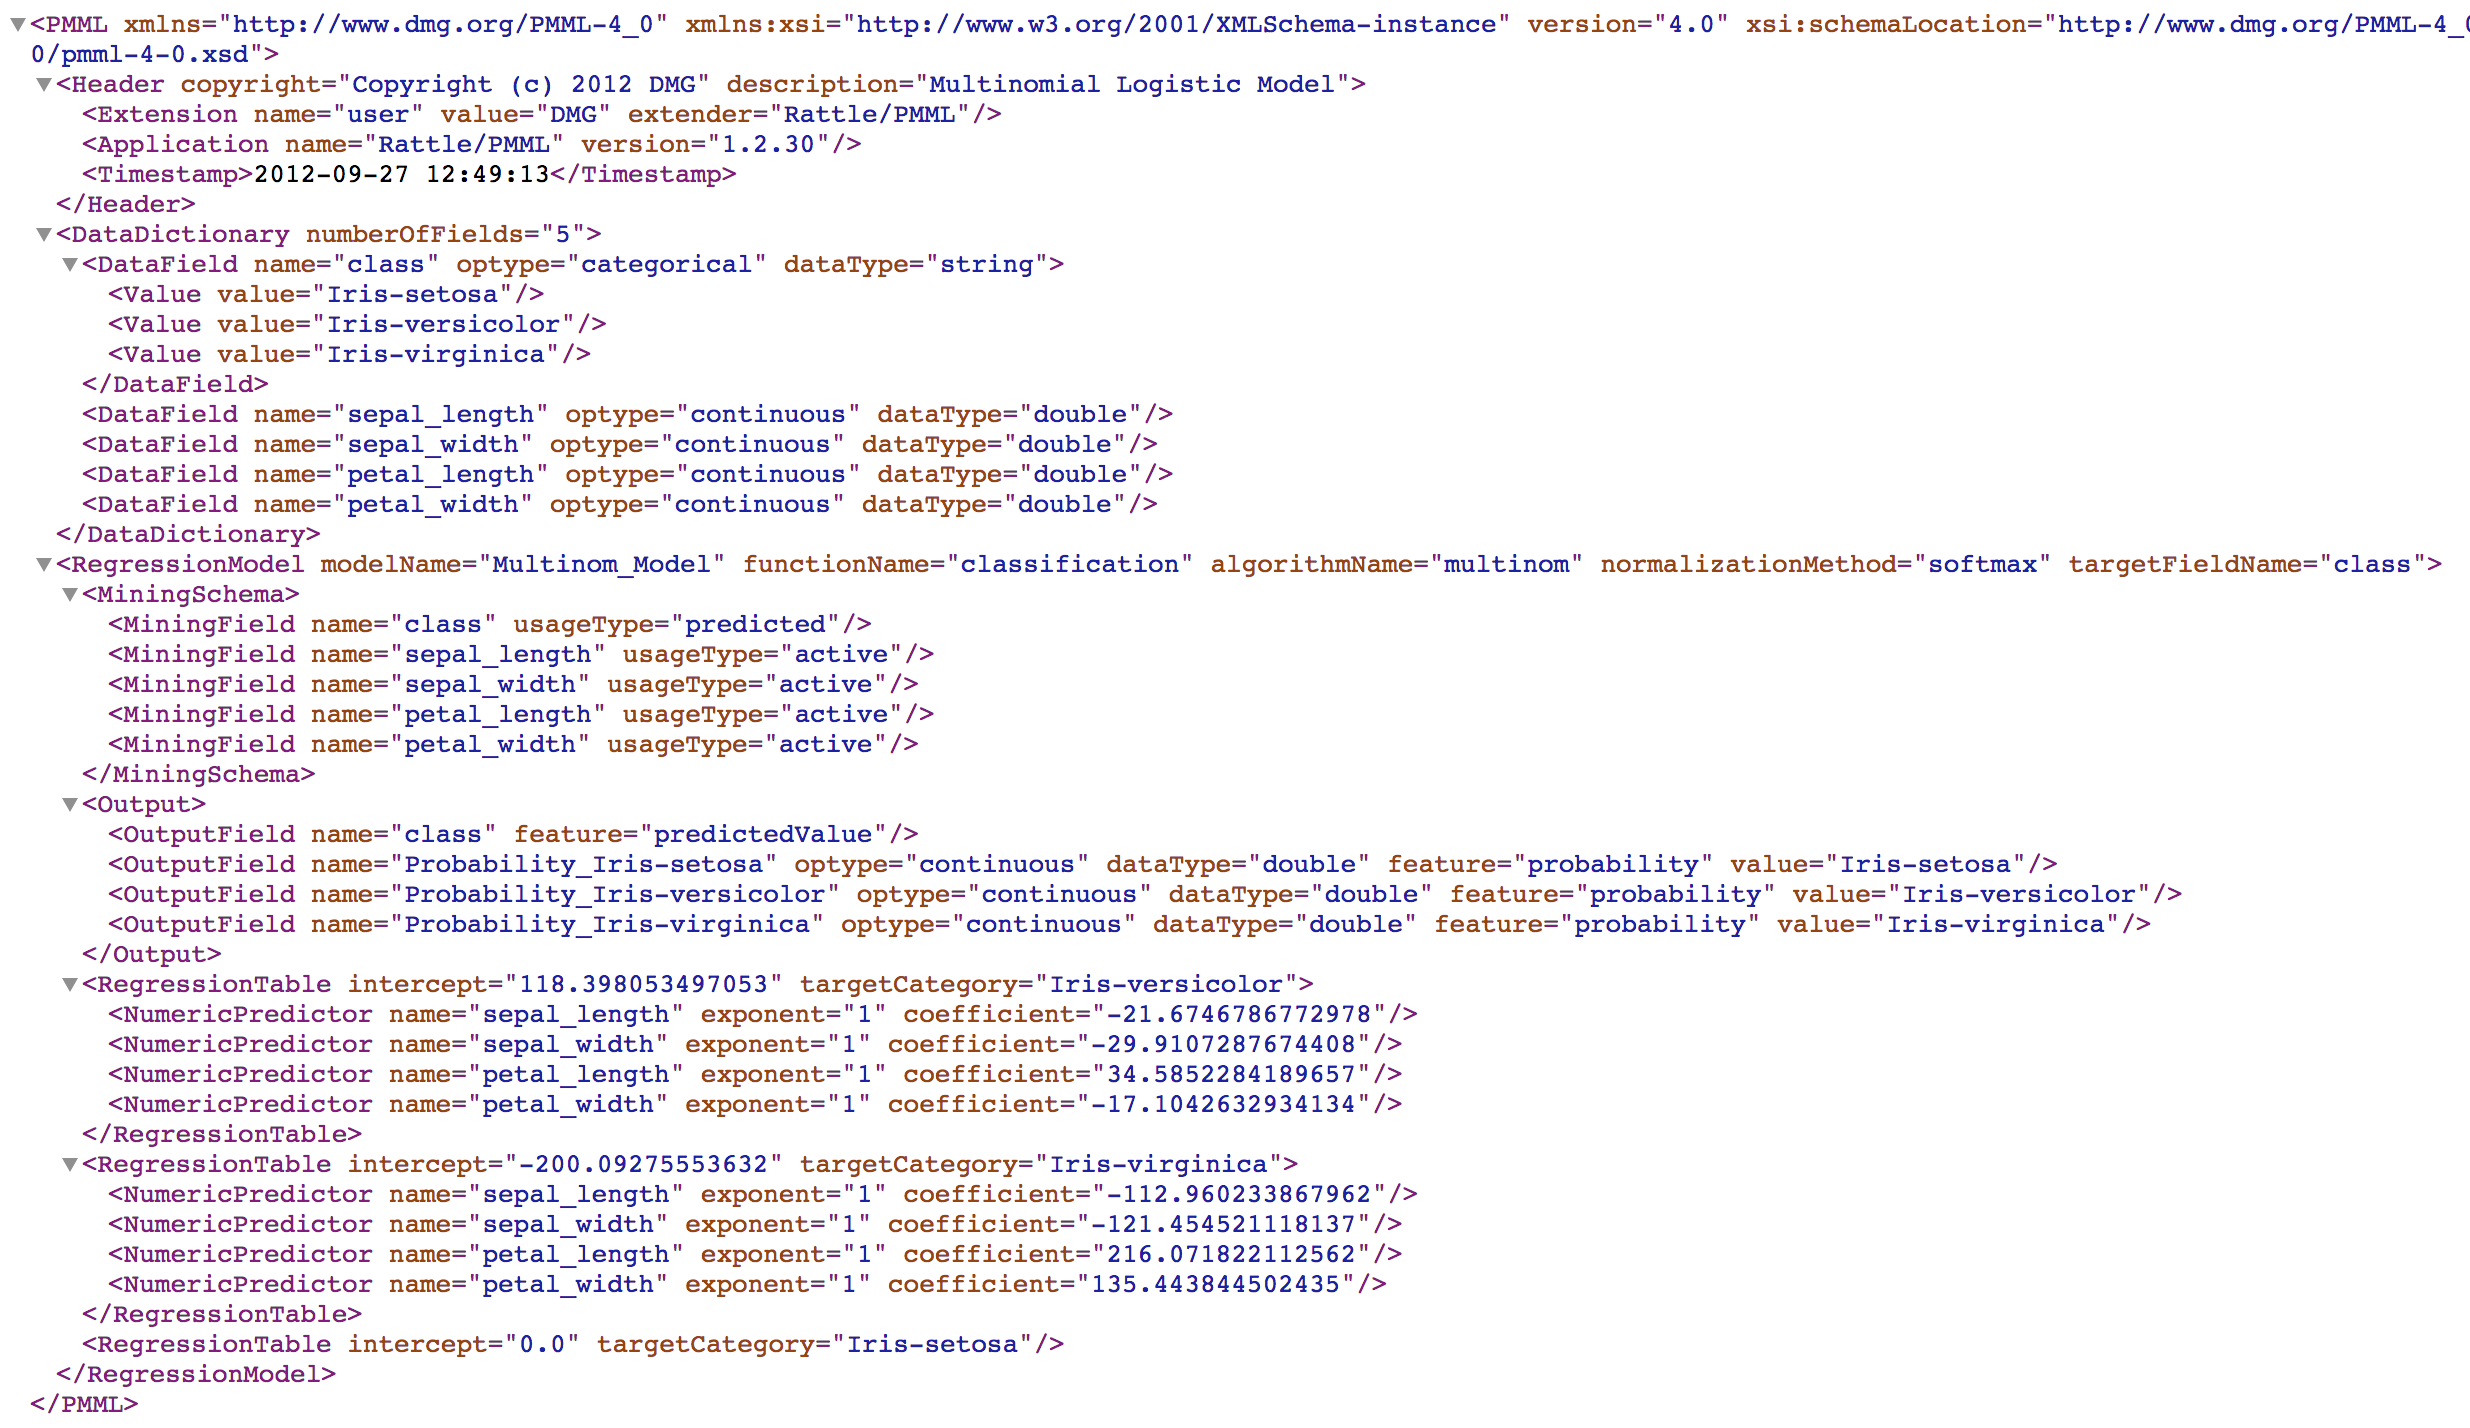 <PMML xmlns="http://www.dmg.org/PMML-4_0" xmlns:xsi="http://www.w3.org/2001/XMLSchema-instance" version="4.0" xsi:schemaLocation="http://www.dmg.org/PMML-4_0
0/pmml-4-0.xsd">
<Header copyright="Copyright (c) 2012 DMG" description="Multinomial Logistic Model">
<Extension name="user" value="DMG" extender="Rattle/PMML"/>
<Application name="Rattle/PMML" version="1.2.30"/>
<Timestamp>2012-09-27 12:49:13</Timestamp>
</Header>
<DataDictionary numberOfFields="5">
<DataField name="class" optype="categorical" dataType="string">
<Value value="Iris-setosa"/>
<Value value="Iris-versicolor"/>
<Value value="Iris-virginica"/>
</DataField>
<DataField name="sepal_length" optype="continuous" dataType="double"/>
<DataField name="sepal_width" optype="continuous" dataType="double"/>
<DataField name="petal_length" optype="continuous" dataType="double"/>
<DataField name="petal_width" optype="continuous" dataType="double"/>
</DataDictionary>
<RegressionModel modelName="Multinom_Model" functionName="classification" algorithmName="multinom" normalizationMethod="softmax" targetFieldName="class">
<MiningSchema>
<MiningField name="class" usageType="predicted"/>
<MiningField name="sepal_length" usageType="active"/>
<MiningField name="sepal_width" usageType="active"/>
<MiningField name="petal_length" usageType="active"/>
<MiningField name="petal_width" usageType="active"/>
</MiningSchema>
<Output>
<OutputField name="class" feature="predictedValue"/>
<OutputField name="Probability_Iris-setosa" optype="continuous" dataType="double" feature="probability" value="Iris-setosa"/>
<OutputField name="Probability_Iris-versicolor" optype="continuous" dataType="double" feature="probability" value="Iris-versicolor"/>
<OutputField name="Probability_Iris-virginica" optype="continuous" dataType="double" feature="probability" value="Iris-virginica"/>
</Output>
<RegressionTable intercept="118.398053497053" targetCategory="Iris-versicolor">
<NumericPredictor name="sepal_length" exponent="1" coefficient="-21.6746786772978"/>
<NumericPredictor name="sepal_width" exponent="1" coefficient="-29.9107287674408"/>
<NumericPredictor name="petal_length" exponent="1" coefficient="34.5852284189657"/>
<NumericPredictor name="petal_width" exponent="1" coefficient="-17.1042632934134"/>
</RegressionTable>
<RegressionTable intercept="-200.09275553632" targetCategory="Iris-virginica">
<NumericPredictor name="sepal_length" exponent="1" coefficient="-112.960233867962"/>
<NumericPredictor name="sepal_width" exponent="1" coefficient="-121.454521118137"/>
<NumericPredictor name="petal_length" exponent="1" coefficient="216.071822112562"/>
<NumericPredictor name="petal_width" exponent="1" coefficient="135.443844502435"/>
</RegressionTable>
<RegressionTable intercept="0.0" targetCategory="Iris-setosa"/>
</RegressionModel>
</PMML>